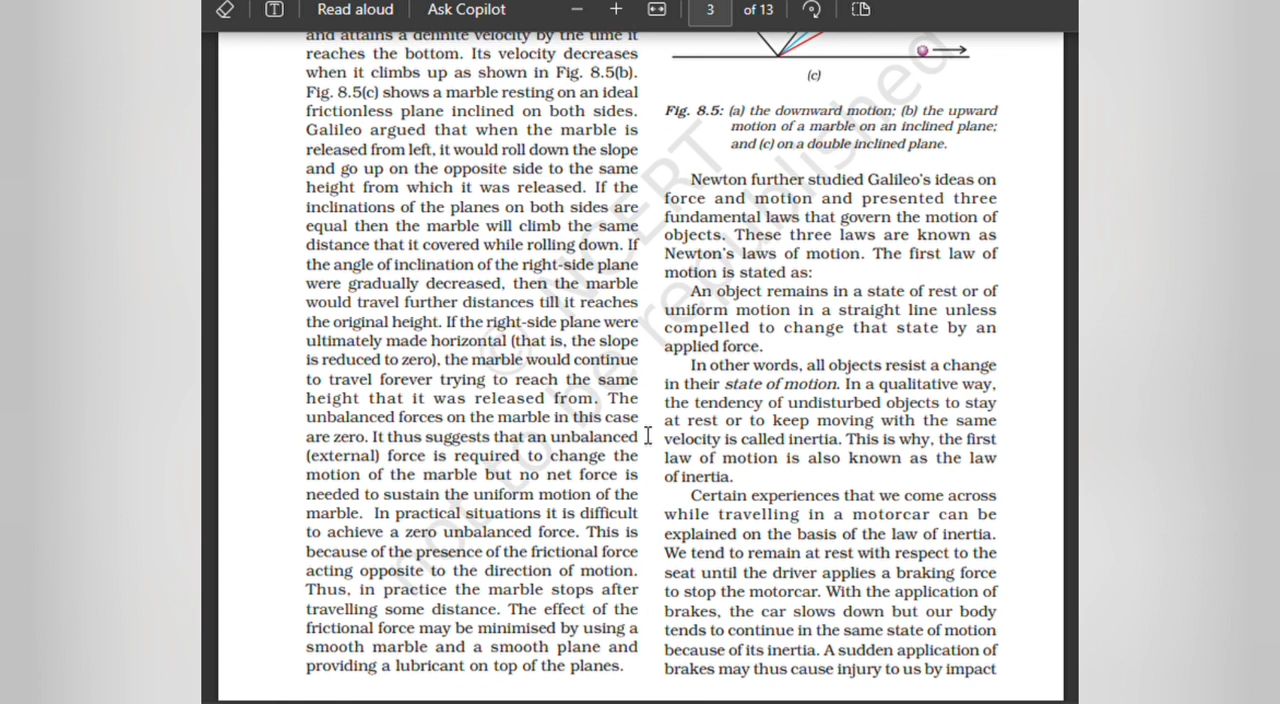 Read aloud
Ask Copilot
3
of 13
and attains a definite velocity by the time it
reaches the bottom. Its velocity decreases
when it climbs up as shown in Fig. 8.5(b).
Fig. 8.5(c) shows a marble resting on an ideal
frictionless plane inclined on both sides.
Galileo argued that when the marble is
released from left, it would roll down the slope
and go up on the opposite side to the same
height from which it was released. If the
inclinations of the planes on both sides are
equal then the marble will climb the same
distance that it covered while rolling down. If
the angle of inclination of the right-side plane
were gradually decreased, then the marble
would travel further distances till it reaches
the original height. If the right-side plane were
ultimately made horizontal (that is, the slope
is reduced to zero), the marble would continue
to travel forever trying to reach the same
height that it was released from. The
unbalanced forces on the marble in this case
are zero. It thus suggests that an unbalanced
(external) force is required to change the
motion of the marble but no net force is
needed to sustain the uniform motion of the
marble. In practical situations it is difficult
to achieve a zero unbalanced force. This is
because of the presence of the frictional force
acting opposite to the direction of motion.
Thus, in practice the marble stops after
travelling some distance. The effect of the
frictional force may be minimised by using a
smooth marble and a smooth plane and
providing a lubricant on top of the planes.
(c)
Fig. 8.5: (a) the downward motion; (b) the upward
motion of a marble on an inclined plane;
and (c) on a double inclined plane.
Newton further studied Galileo's ideas on
force and motion and presented three
fundamental laws that govern the motion of
objects. These three laws are known as
Newton's laws of motion. The first law of
motion is stated as:
An object remains in a state of rest or of
uniform motion in a straight line unless
compelled to change that state by an
applied force.
In other words, all objects resist a change
in their state of motion. In a qualitative way,
the tendency of undisturbed objects to stay
at rest or to keep moving with the same
velocity is called inertia. This is why, the first
law of motion is also known as the law
of inertia.
Certain experiences that we come across
while travelling in a motorcar can be
explained on the basis of the law of inertia.
We tend to remain at rest with respect to the
seat until the driver applies a braking force
to stop the motorcar. With the application of
brakes, the car slows down but our body
tends to continue in the same state of motion
because of its inertia. A sudden application of
brakes may thus cause injury to us by impact
© NCERT
not to be republished